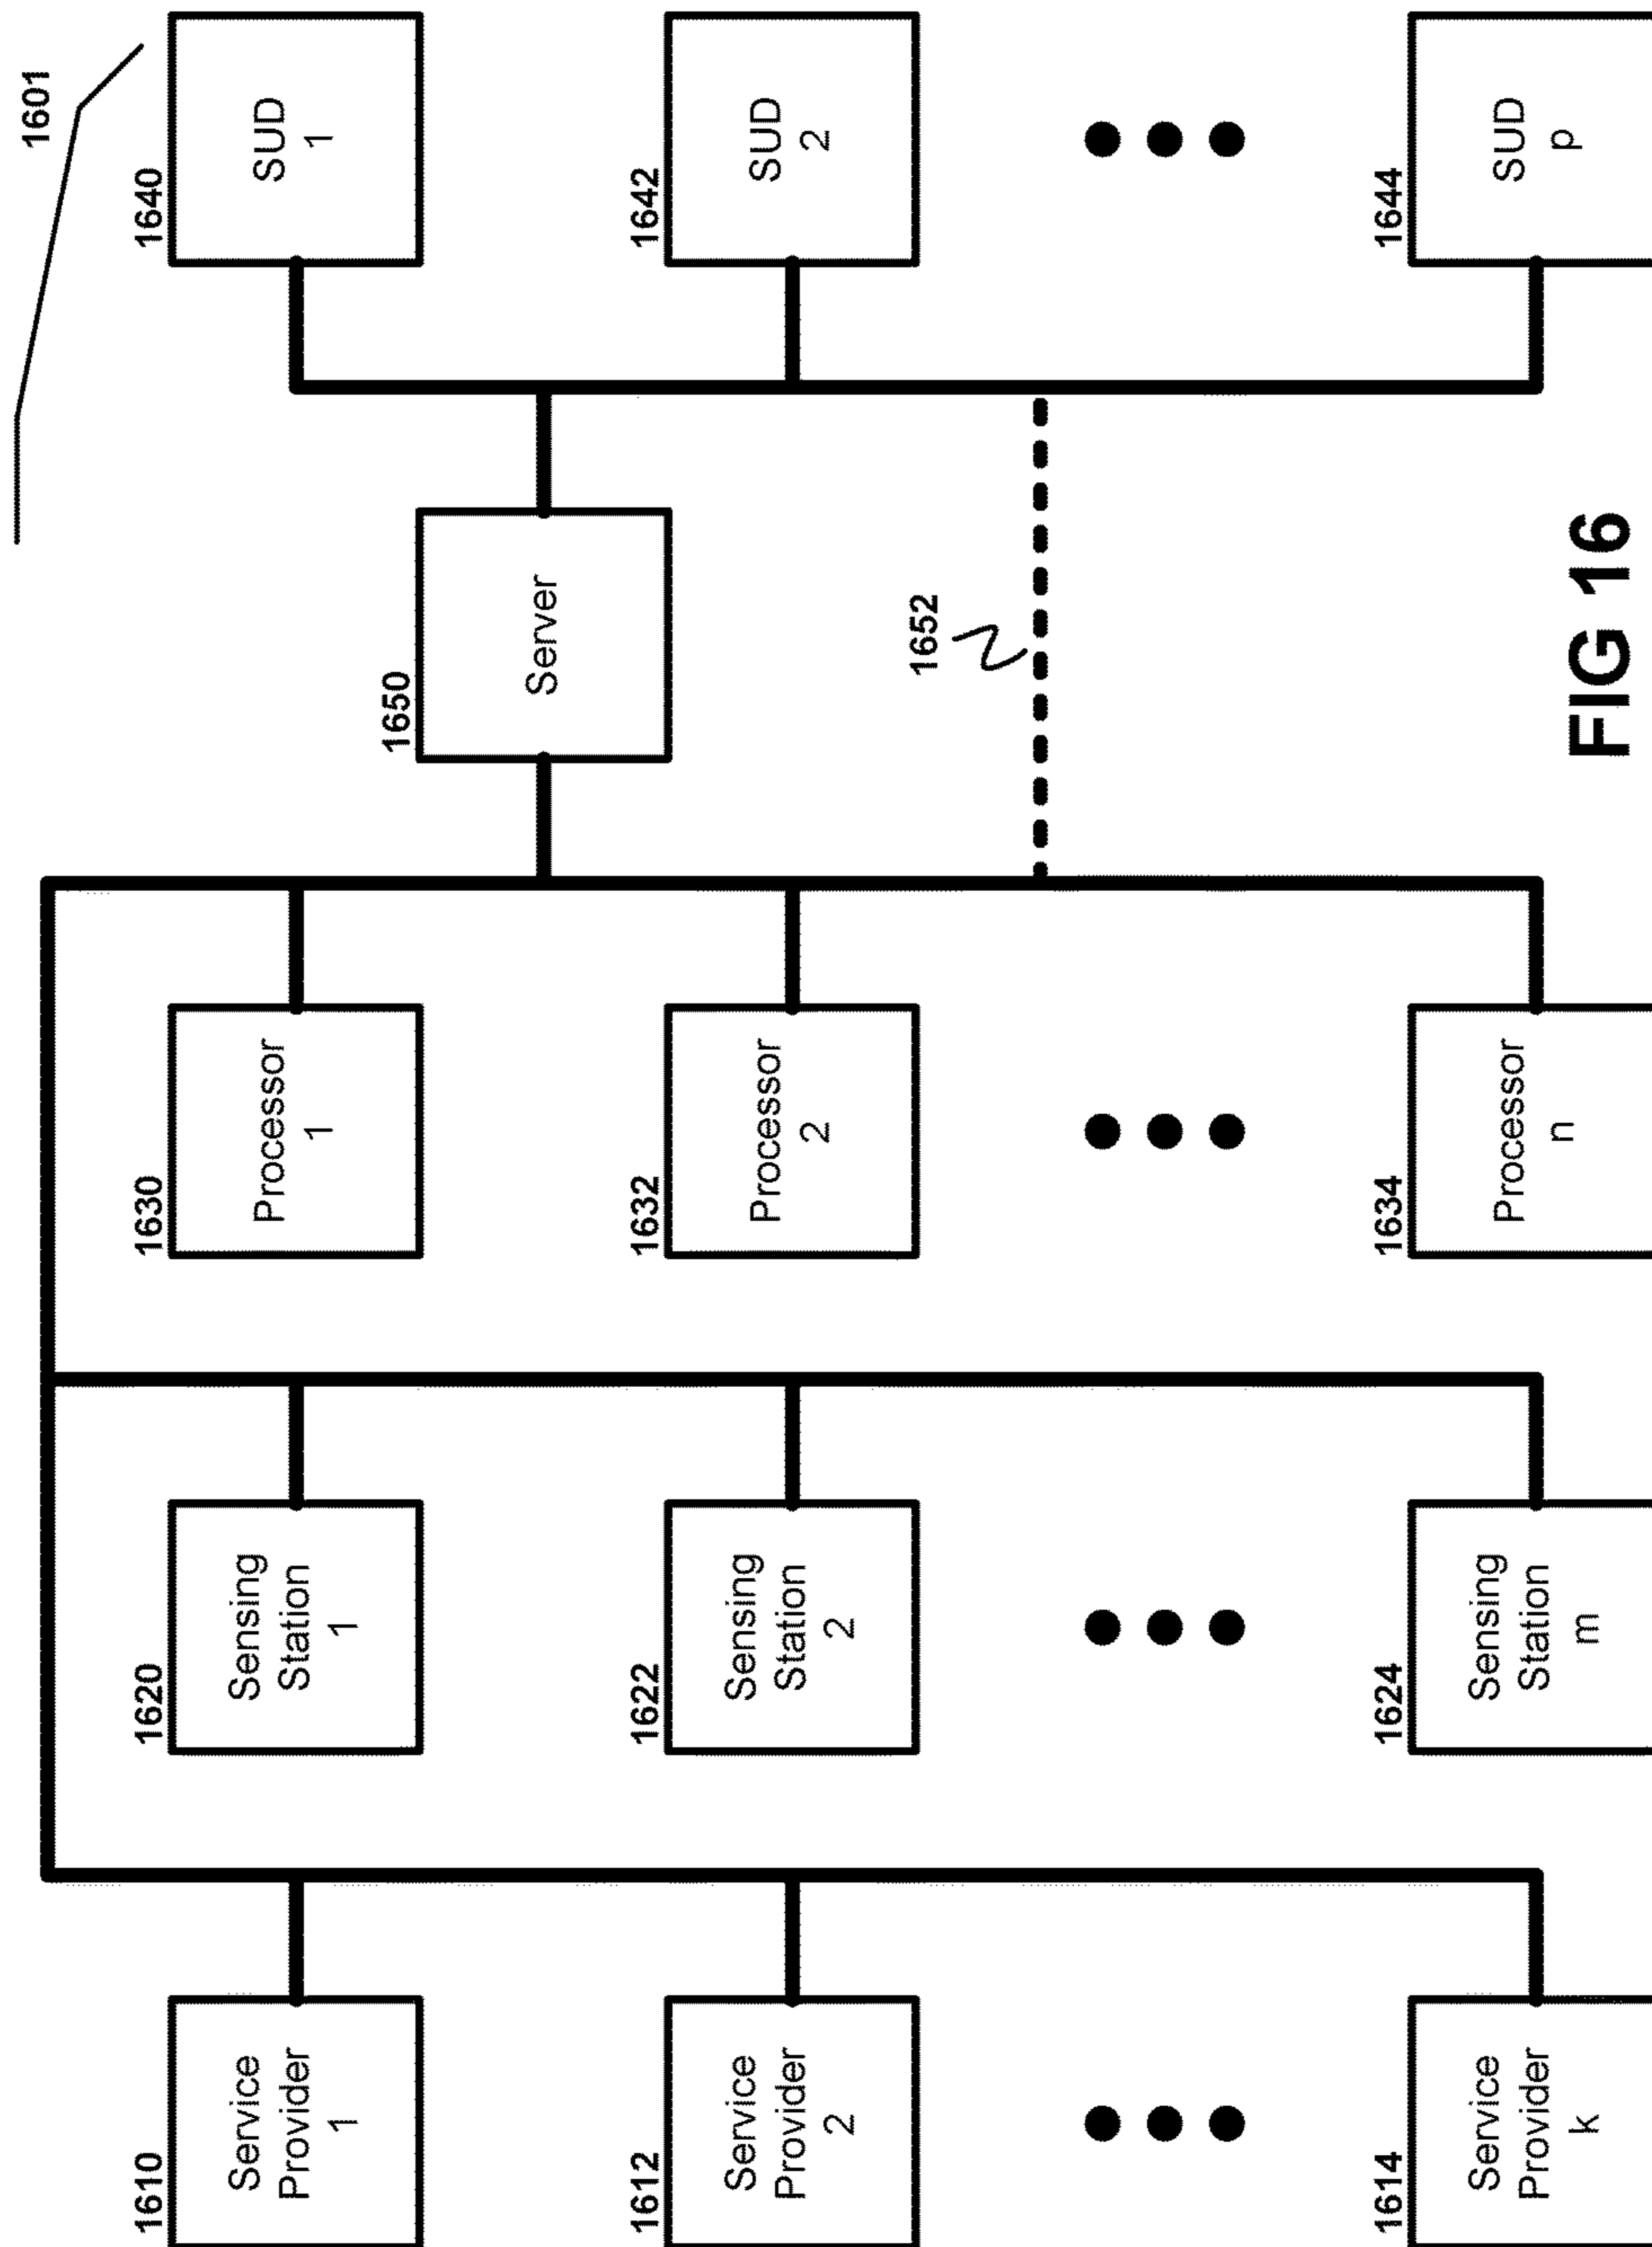 1601
1610
Service
Provider
1
1620
Sensing
Station
1
1630
Processor
1
1640
SUD
1
1650
Server
1612
Service
Provider
2
1622
Sensing
Station
2
1632
Processor
2
1642
SUD
2
1652
1614
Service
Provider
k
1624
Sensing
Station
m
1634
Processor
n
1644
SUD
p
FIG 16